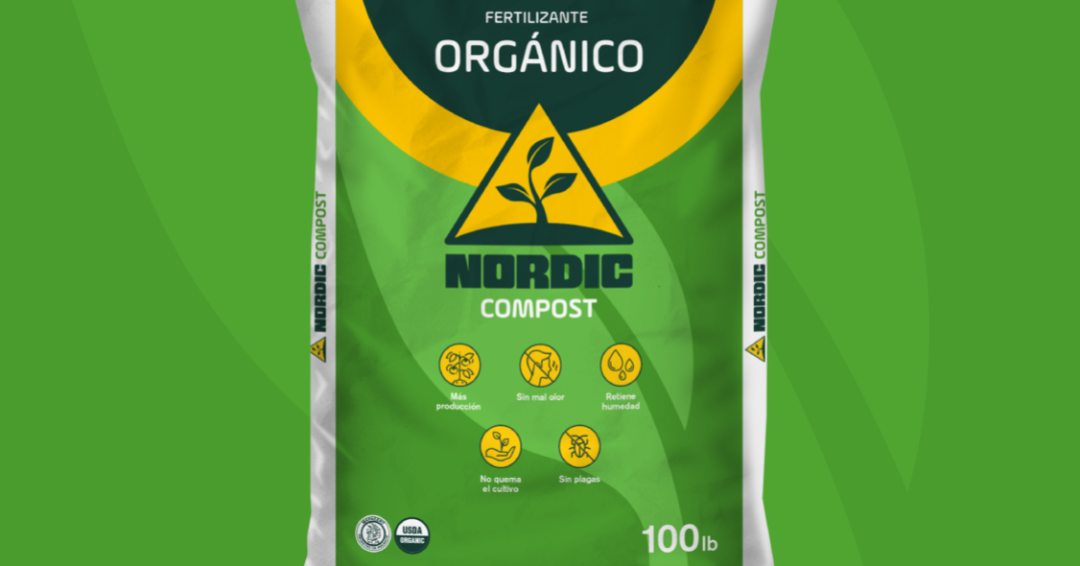 FERTILIZANTE
ORGÁNICO
NORDIC
COMPOST
NORDIC COMPOST
NORDIC COMPOST
Más
producción
Sin mal olor
Retiene
humedad
No quema
el cultivo
Sin plagas
USDA
ORGANIC
100lb